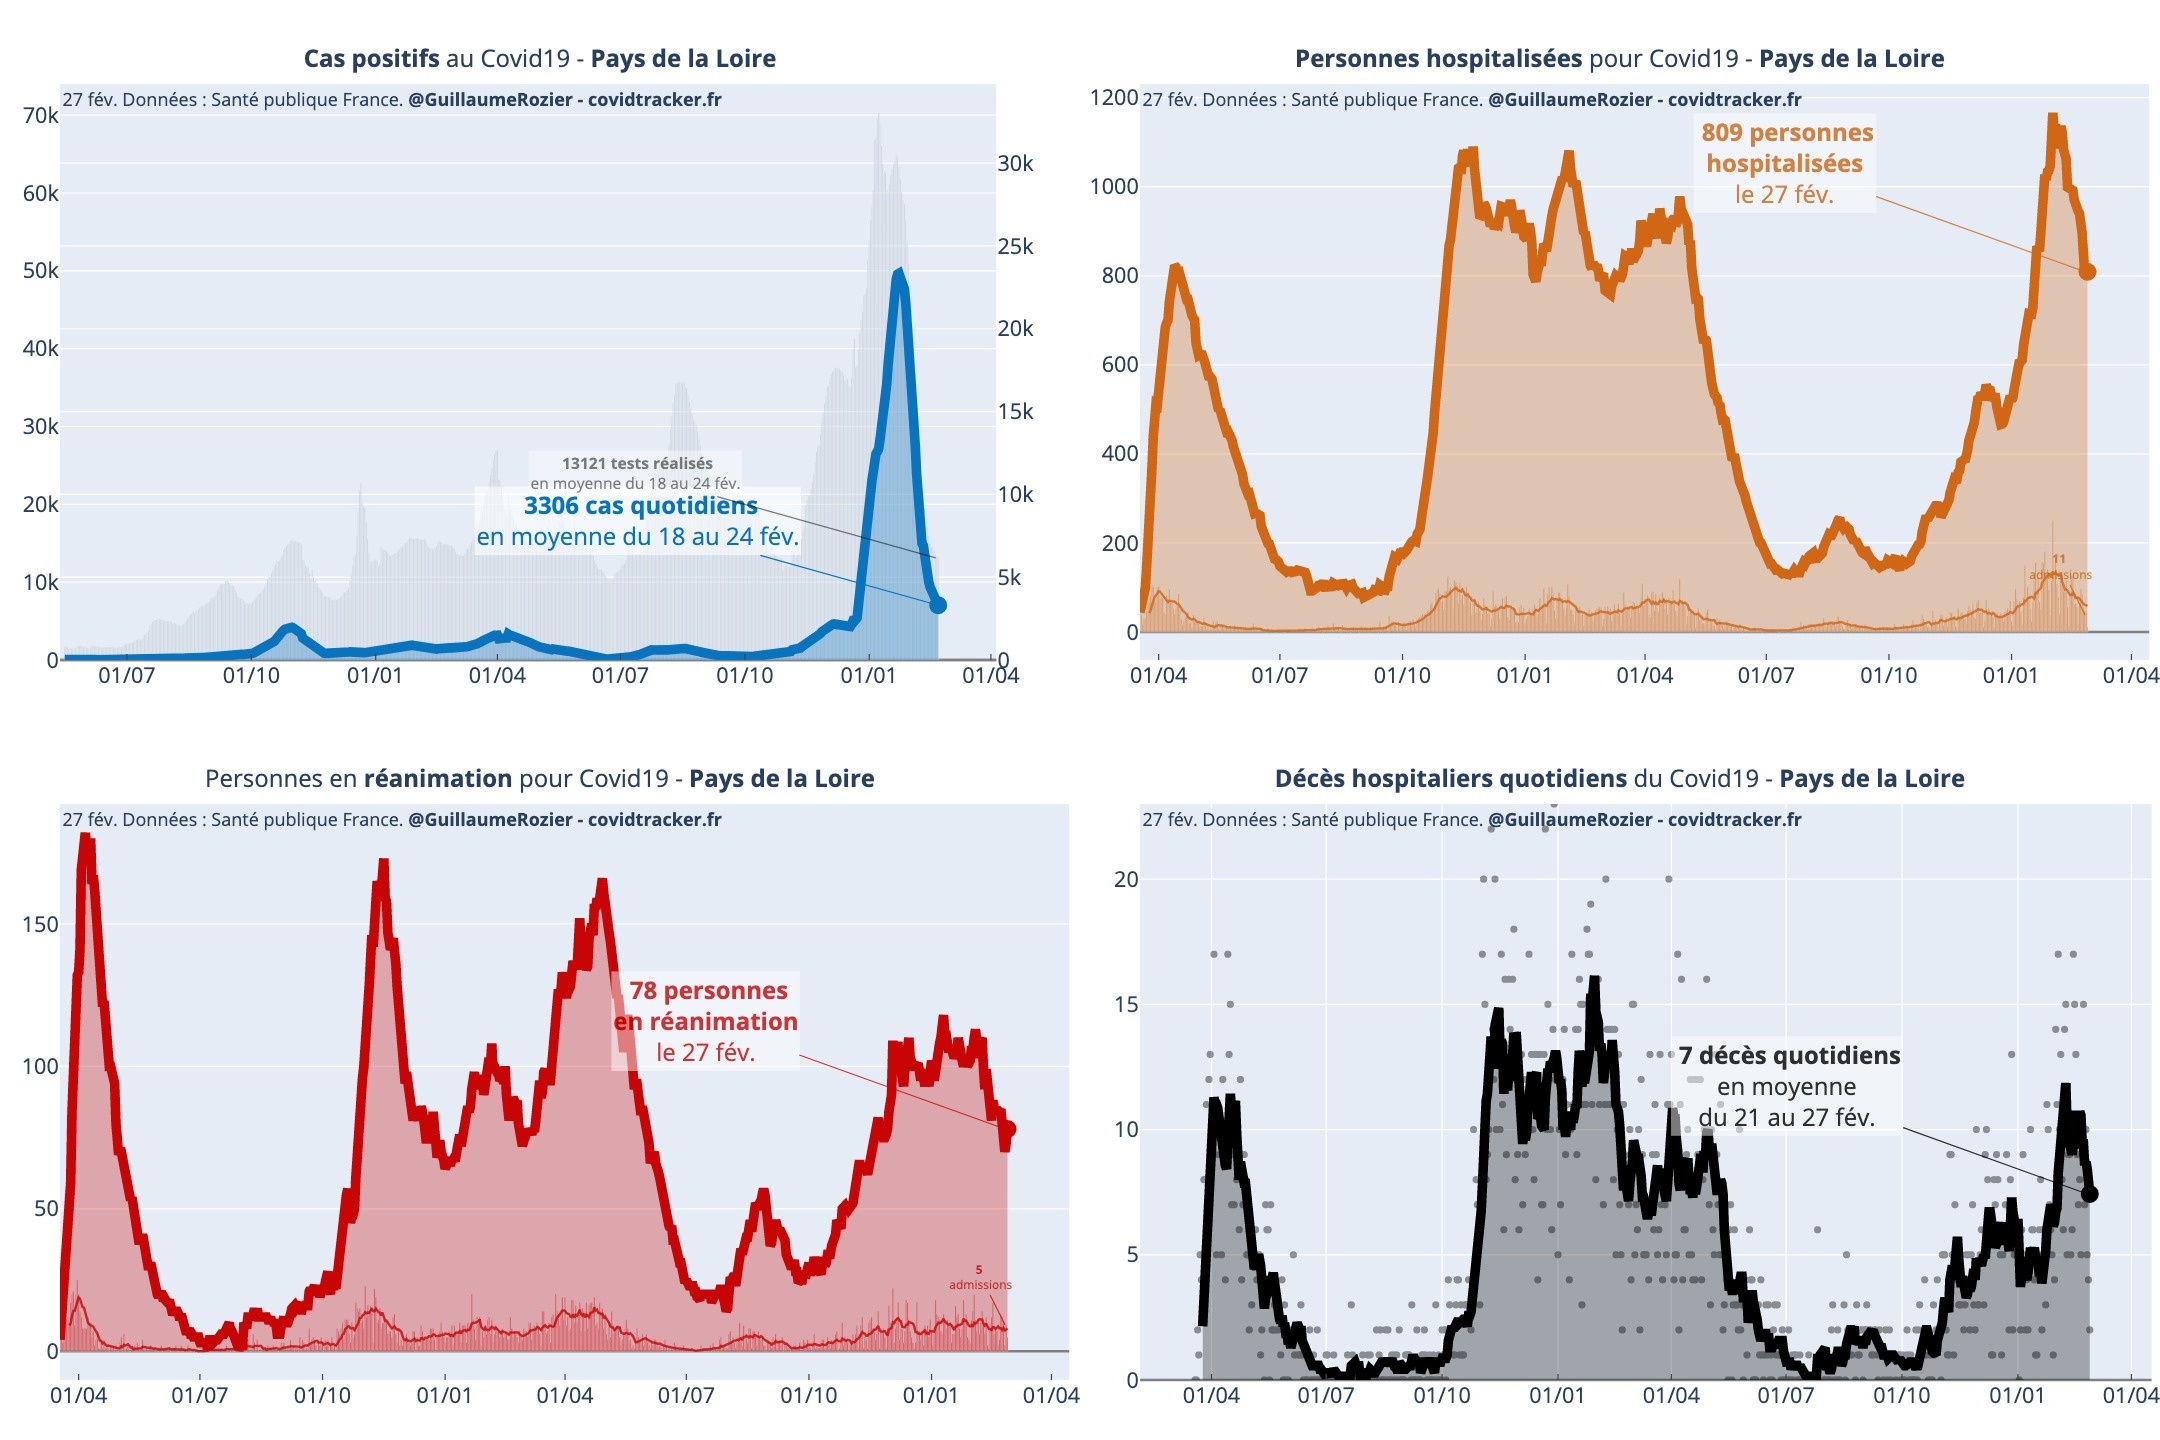 Cas positifs au Covid19 - Pays de la Loire
27 fév. Données : Santé publique France. @GuillaumeRozier - covidtracker.fr
70k
60k
50k
40k
30k
20k
10k
0
30k
25k
20k
15k
10k
5k
0
13121 tests réalisés
en moyenne du 18 au 24 fév.
3306 cas quotidiens
en moyenne du 18 au 24 fév.
01/07 01/10 01/01 01/04 01/07 01/10 01/01 01/04
Personnes hospitalisées pour Covid19 - Pays de la Loire
27 fév. Données : Santé publique France. @GuillaumeRozier - covidtracker.fr
1200
1000
800
600
400
200
0
809 personnes
hospitalisées
le 27 fév.
11
admissions
01/04 01/07 01/10 01/01 01/04 01/07 01/10 01/01 01/04
Personnes en réanimation pour Covid19 - Pays de la Loire
27 fév. Données : Santé publique France. @GuillaumeRozier - covidtracker.fr
150
100
50
0
78 personnes
en réanimation
le 27 fév.
5
admissions
01/04 01/07 01/10 01/01 01/04 01/07 01/10 01/01 01/04
Décès hospitaliers quotidiens du Covid19 - Pays de la Loire
27 fév. Données : Santé publique France. @GuillaumeRozier - covidtracker.fr
20
15
10
5
0
7 décès quotidiens
en moyenne
du 21 au 27 fév.
01/04 01/07 01/10 01/01 01/04 01/07 01/10 01/01 01/04